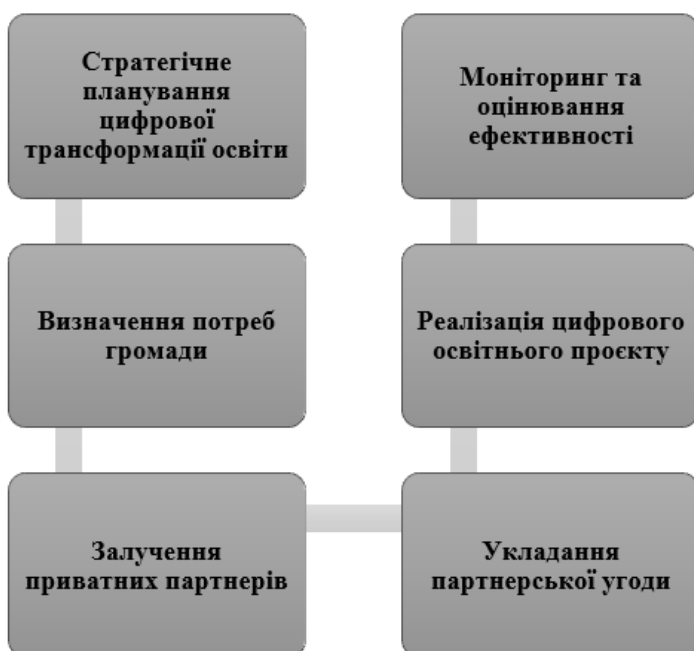 Стратегічне
планування
цифрової
трансформації освіти
Визначення потреб
громади
Залучення
приватних партнерів
Укладання
партнерської угоди
Реалізація цифрового
освітнього проєкту
Моніторинг та
оцінювання
ефективності